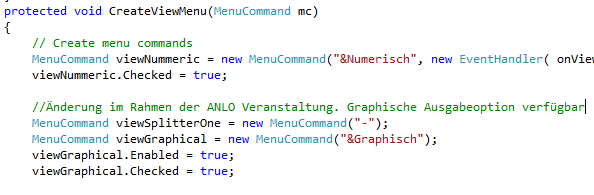 protected void CreateViewMenu(MenuCommand mc)
{
// Create menu commands
MenuCommand viewNummeric = new MenuCommand("&Numerisch", new EventHandler( onView
viewNummeric.Checked = true;
//Änderung im Rahmen der ANLO Veranstaltung. Graphische Ausgabeoption verfügbar
MenuCommand viewSplitterOne = new MenuCommand("-");
MenuCommand viewGraphical = new MenuCommand("&Graphisch");
viewGraphical.Enabled = true;
viewGraphical.Checked = true;